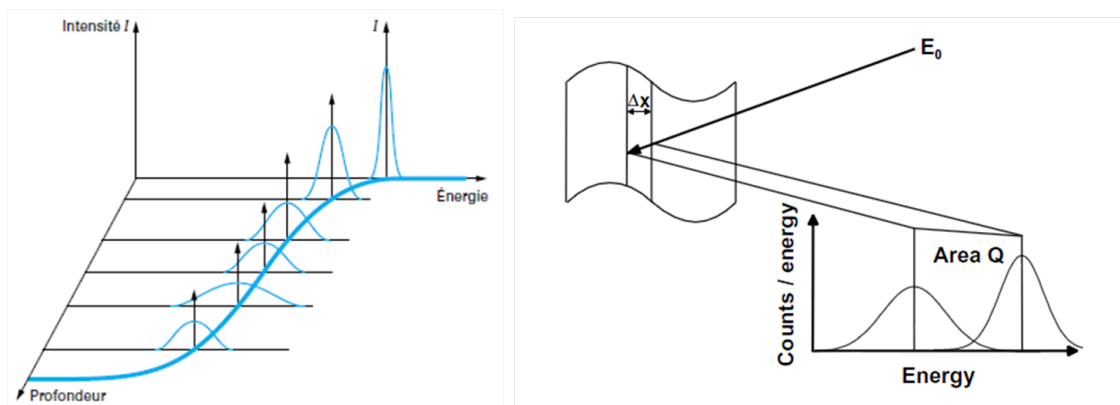 Intensité I
I
Énergie
Profondeur
E₀
Δx
Area Q
Counts / energy
Energy